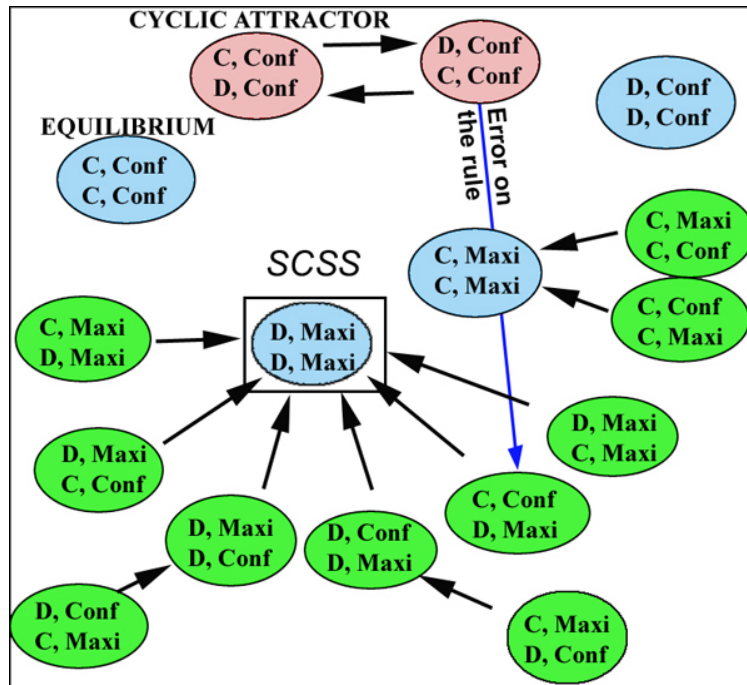 CYCLIC ATTRACTOR
C, Conf
D, Conf
D, Conf
C, Conf
D, Conf
D, Conf
EQUILIBRIUM
C, Conf
C, Conf
Error on
the rule
C, Maxi
C, Conf
C, Maxi
C, Maxi
C, Conf
C, Maxi
SCSS
D, Maxi
D, Maxi
C, Maxi
D, Maxi
D, Maxi
C, Maxi
D, Maxi
C, Conf
C, Conf
D, Maxi
D, Maxi
D, Conf
D, Conf
D, Maxi
D, Conf
C, Maxi
C, Maxi
D, Conf